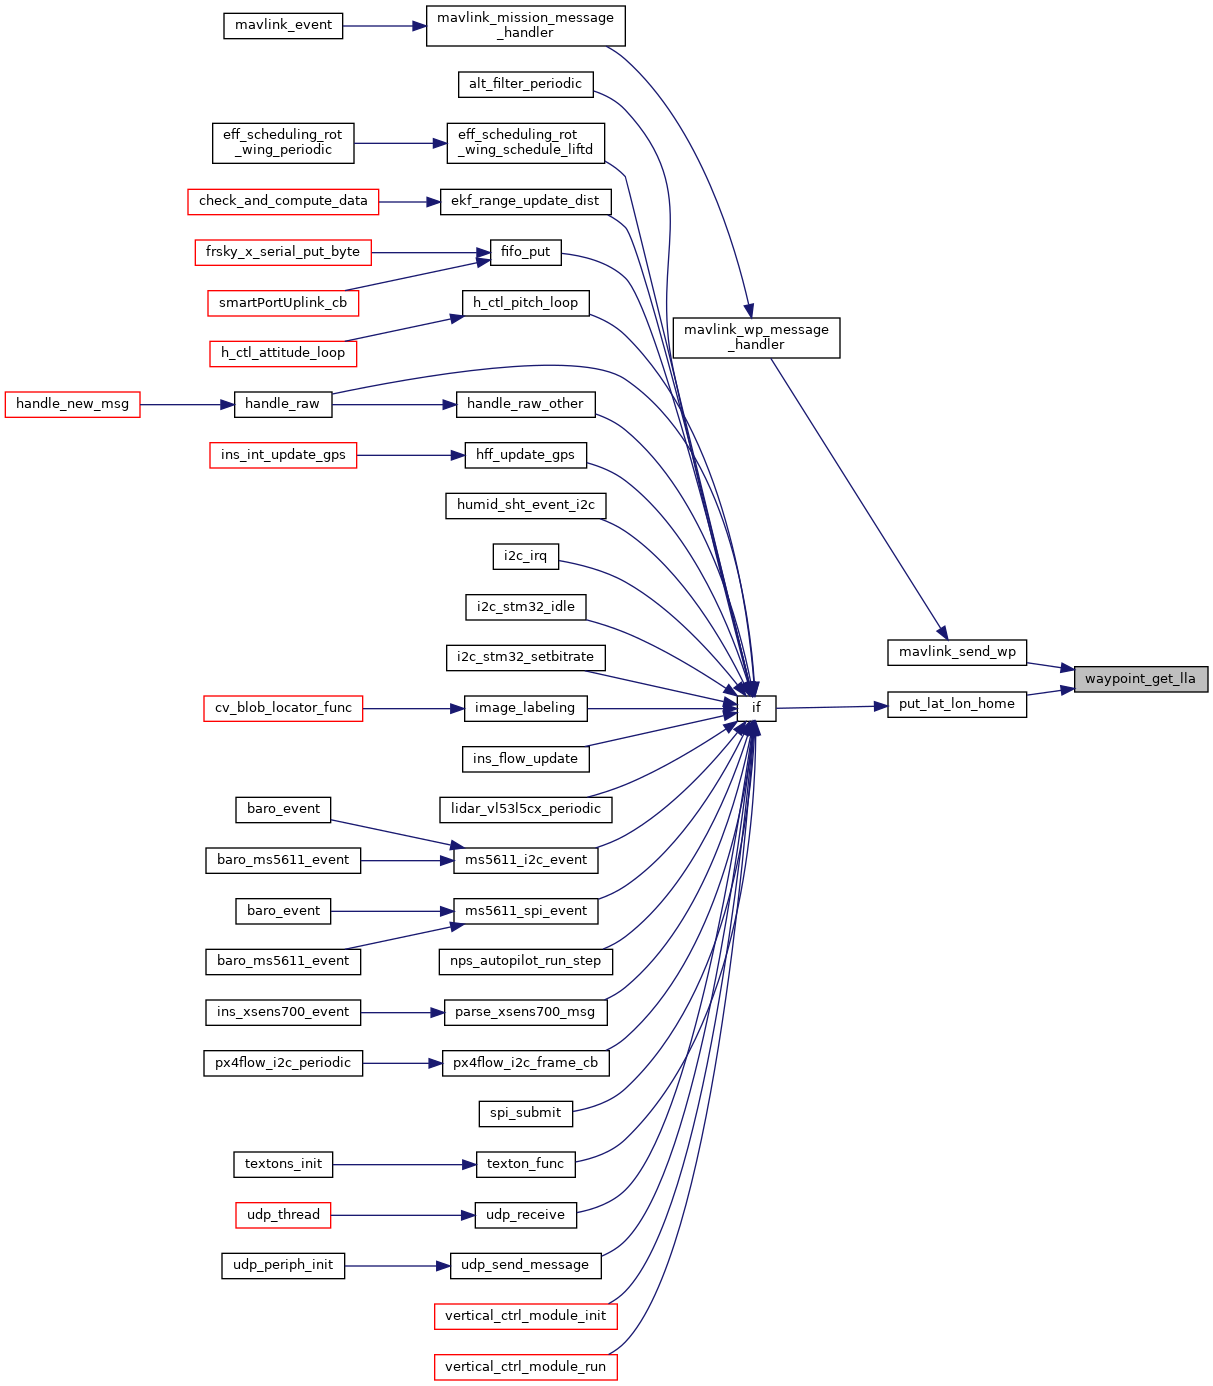 mavlink_event
mavlink_mission_message
_handler
alt_filter_periodic
eff_scheduling_rot
_wing_periodic
eff_scheduling_rot
_wing_schedule_liftd
check_and_compute_data
ekf_range_update_dist
frsky_x_serial_put_byte
fifo_put
smartPortUplink_cb
h_ctl_pitch_loop
mavlink_wp_message
_handler
h_ctl_attitude_loop
handle_new_msg
handle_raw
handle_raw_other
ins_int_update_gps
hff_update_gps
humid_sht_event_i2c
i2c_irq
i2c_stm32_idle
i2c_stm32_setbitrate
mavlink_send_wp
waypoint_get_lla
put_lat_lon_home
cv_blob_locator_func
image_labeling
if
ins_flow_update
baro_event
lidar_vl53l5cx_periodic
baro_ms5611_event
ms5611_i2c_event
baro_event
ms5611_spi_event
baro_ms5611_event
nps_autopilot_run_step
ins_xsens700_event
parse_xsens700_msg
px4flow_i2c_periodic
px4flow_i2c_frame_cb
spi_submit
textons_init
texton_func
udp_thread
udp_receive
udp_periph_init
udp_send_message
vertical_ctrl_module_init
vertical_ctrl_module_run